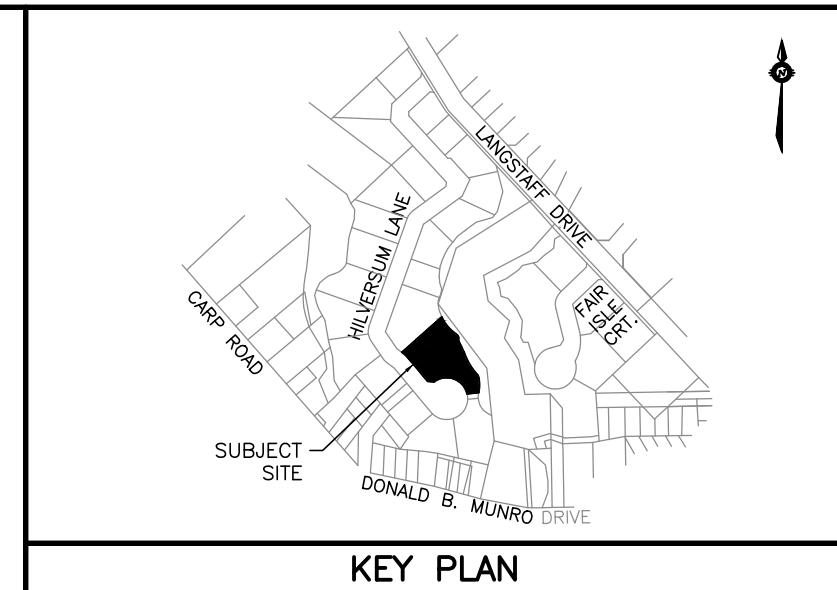 N
LANGSTAFF DRIVE
HILVERSUM LANE
FAIR
ISLE
CRT.
CARP ROAD
SUBJECT
SITE
DONALD B. MUNRO DRIVE
KEY PLAN